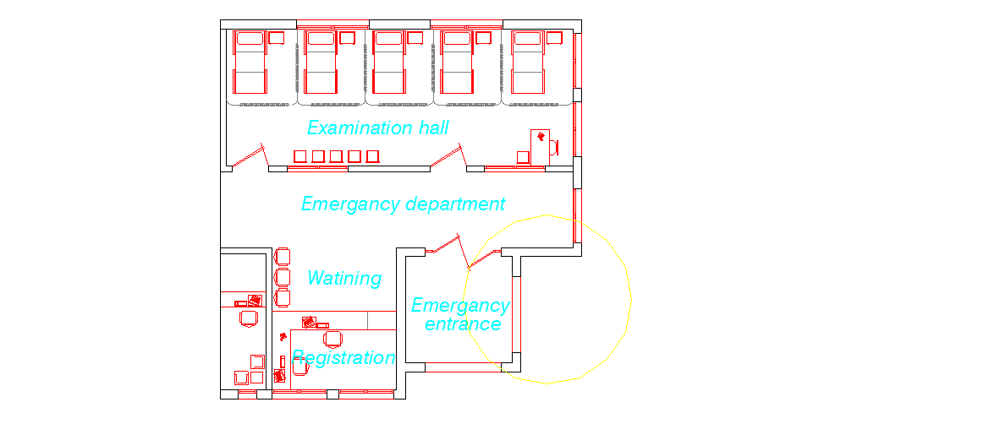 Examination hall
Emergancy department
Watining
Emergancy
entrance
Registration